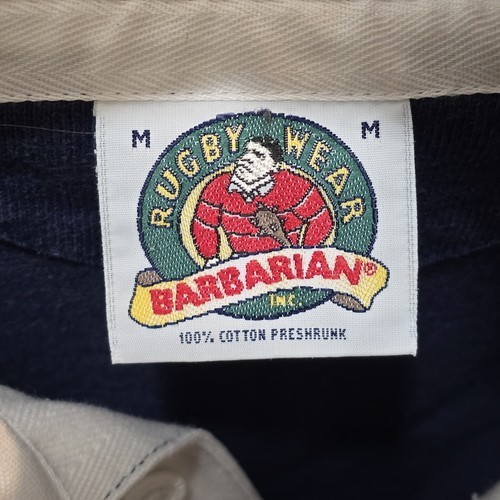 M M
RUGBY WEAR
BARBARIAN®
INC.
100% COTTON PRESHRUNK